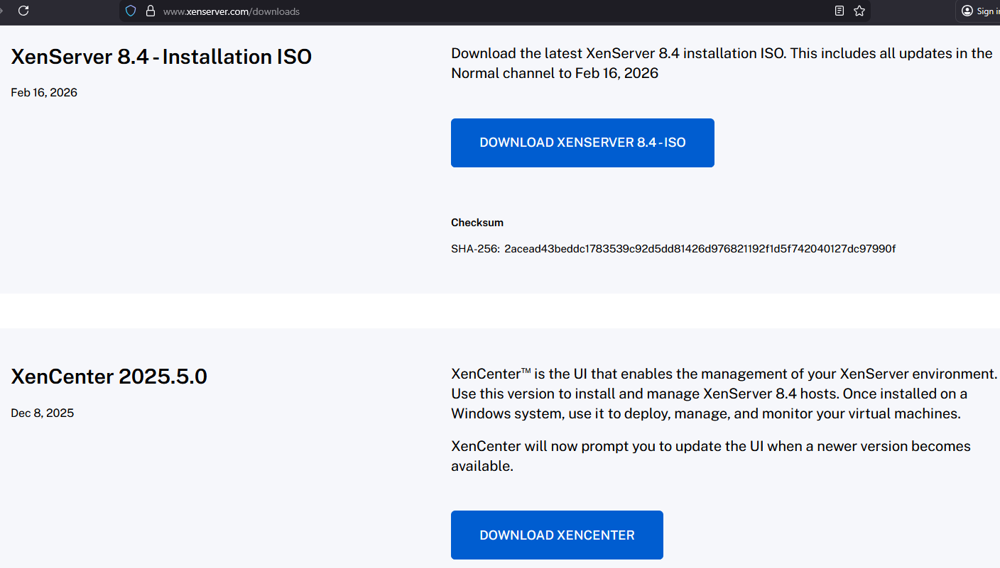 www.xenserver.com/downloads
Sign in
XenServer 8.4 - Installation ISO
Feb 16, 2026
Download the latest XenServer 8.4 installation ISO. This includes all updates in the
Normal channel to Feb 16, 2026
DOWNLOAD XENSERVER 8.4 - ISO
Checksum
SHA-256: 2acead43beddc1783539c92d5dd81426d976821192f1d5f742040127dc97990f
XenCenter 2025.5.0
Dec 8, 2025
XenCenter™ is the UI that enables the management of your XenServer environment.
Use this version to install and manage XenServer 8.4 hosts. Once installed on a
Windows system, use it to deploy, manage, and monitor your virtual machines.
XenCenter will now prompt you to update the UI when a newer version becomes
available.
DOWNLOAD XENCENTER